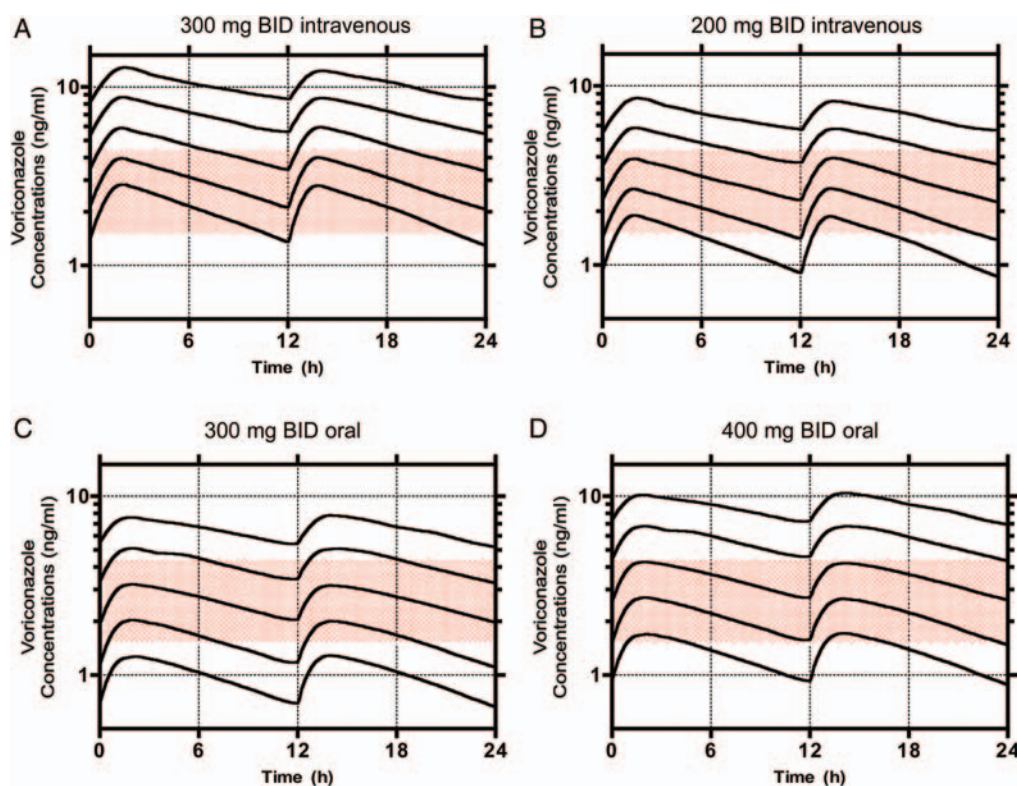 A
300 mg BID intravenous
Voriconazole
Concentrations (ng/ml)
10
1
0 6 12 18 24
Time (h)
B
200 mg BID intravenous
Voriconazole
Concentrations (ng/ml)
10
1
0 6 12 18 24
Time (h)
C
300 mg BID oral
Voriconazole
Concentrations (ng/ml)
10
1
0 6 12 18 24
Time (h)
D
400 mg BID oral
Voriconazole
Concentrations (ng/ml)
10
1
0 6 12 18 24
Time (h)